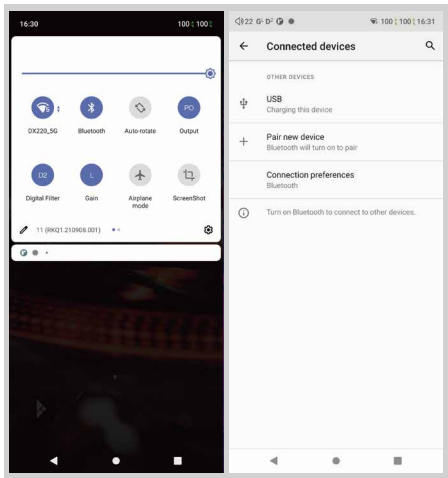 16:30
100 100
DX220_5G
Bluetooth
Auto-rotate
PO
Output
D2
Digital Filter
L
Gain
Airplane
mode
ScreenShot
11 (RKQ1.210908.001)
22 G- D2 100 100 16:31
Connected devices
OTHER DEVICES
USB
Charging this device
Pair new device
Bluetooth will turn on to pair
Connection preferences
Bluetooth
Turn on Bluetooth to connect to other devices.